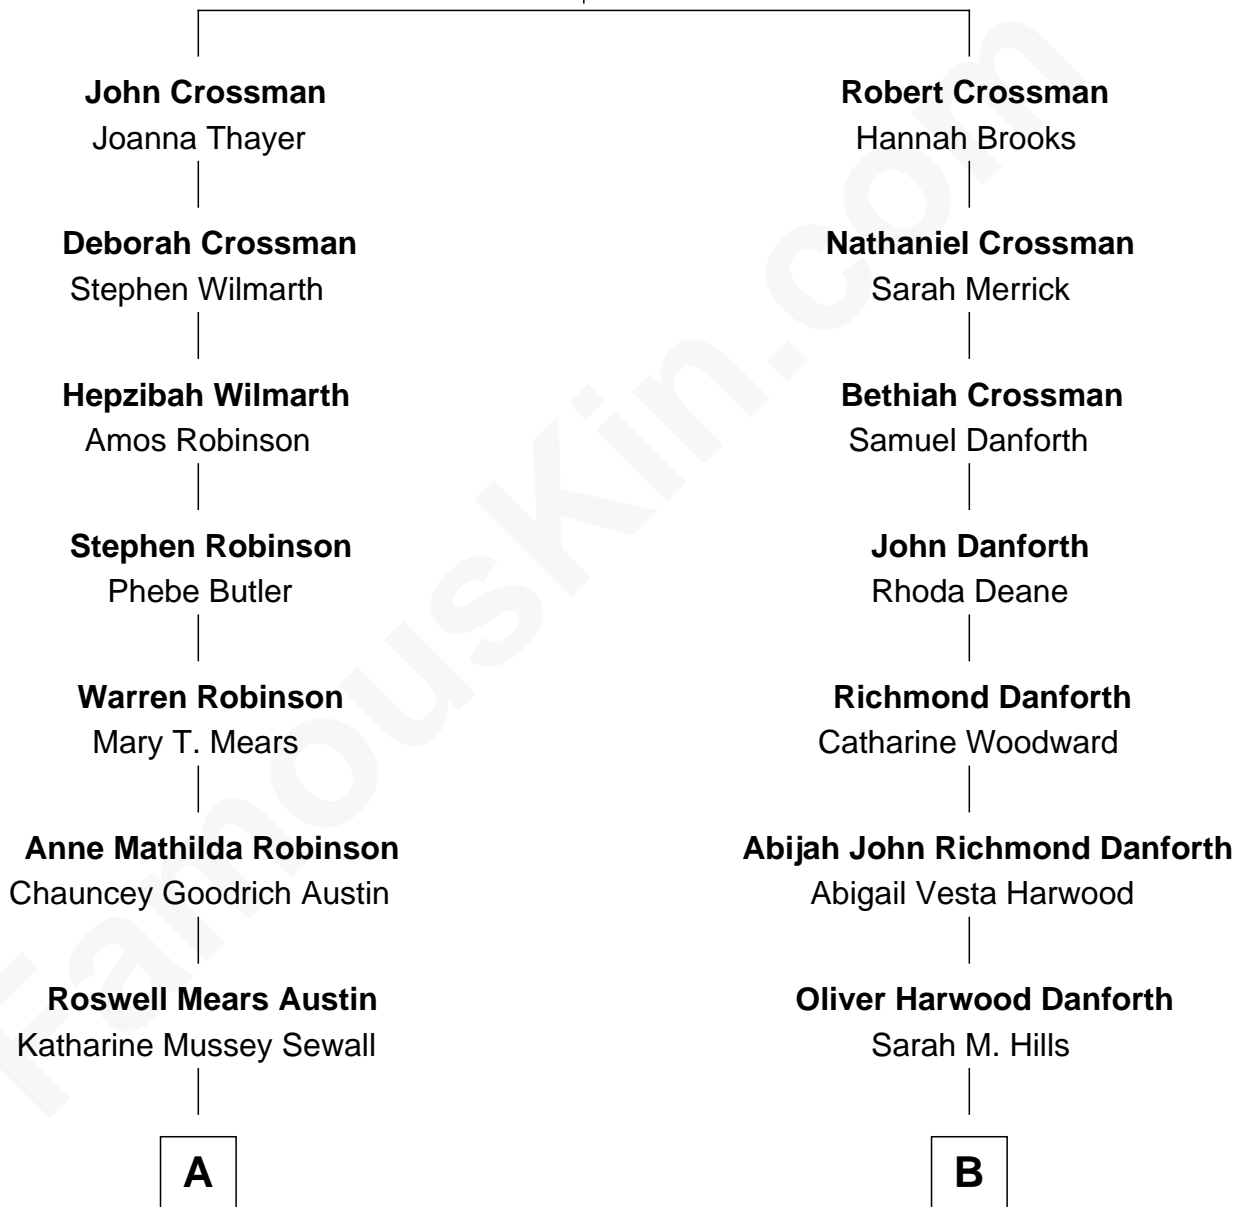 John Crossman
Joanna Thayer
Deborah Crossman
Stephen Wilmarth
Hepzibah Wilmarth
Amos Robinson
Stephen Robinson
Phebe Butler
Warren Robinson
Mary T. Mears
Anne Mathilda Robinson
Chauncey Goodrich Austin
Roswell Mears Austin
Katharine Mussey Sewall
A
Robert Crossman
Hannah Brooks
Nathaniel Crossman
Sarah Merrick
Bethiah Crossman
Samuel Danforth
John Danforth
Rhoda Deane
Richmond Danforth
Catharine Woodward
Abijah John Richmond Danforth
Abigail Vesta Harwood
Oliver Harwood Danforth
Sarah M. Hills
B
FamousKin.com